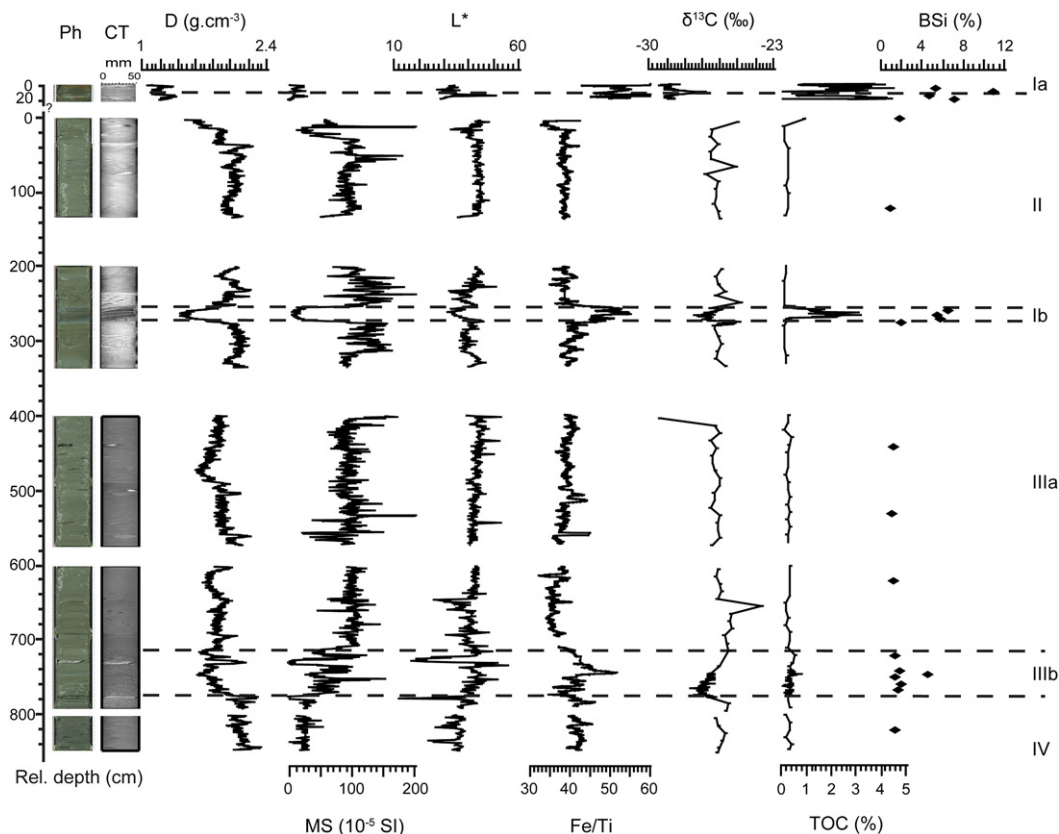 D (g.cm-3) L* δ13C (‰) BSi (%)
Ph CT 1 2.4 10 60 -30 -23 0 4 8 12
mm
0 50
0
20
?
0
100
200
300
400
500
600
700
800
Ia
II
Ib
IIIa
IIIb
IV
Rel. depth (cm)
0 100 200 30 40 50 60 0 1 2 3 4 5
MS (10-5 SI) Fe/Ti TOC (%)